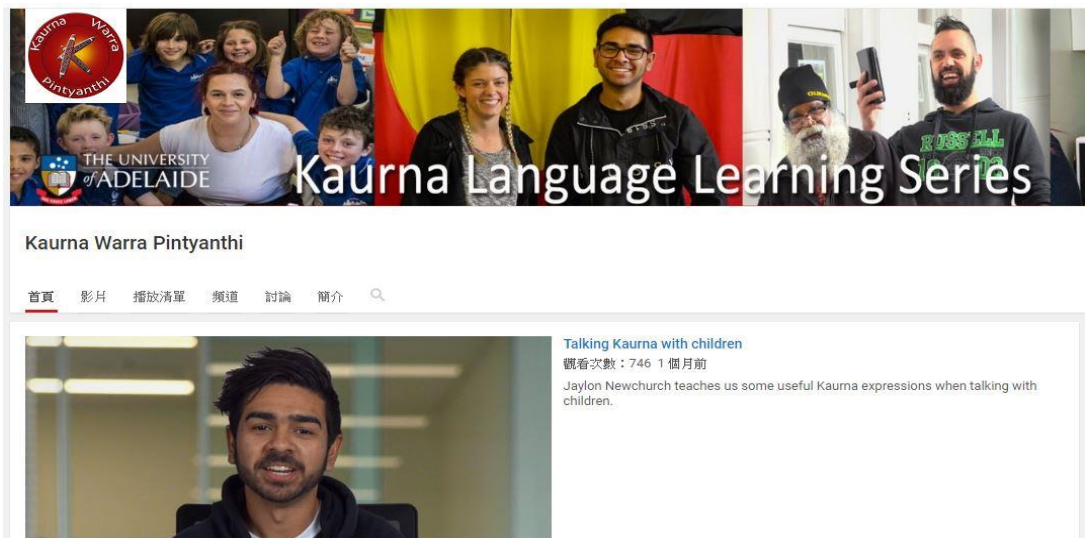 Kaurna Warra
Pintyanthi
THE UNIVERSITY
of ADELAIDE
Kaurna Language Learning Series
RUSSELL
Kaurna Warra Pintyanthi
首頁 影片 播放清單 頻道 討論 簡介
Talking Kaurna with children
觀看次數：746 1 個月前
Jaylon Newchurch teaches us some useful Kaurna expressions when talking with
children.